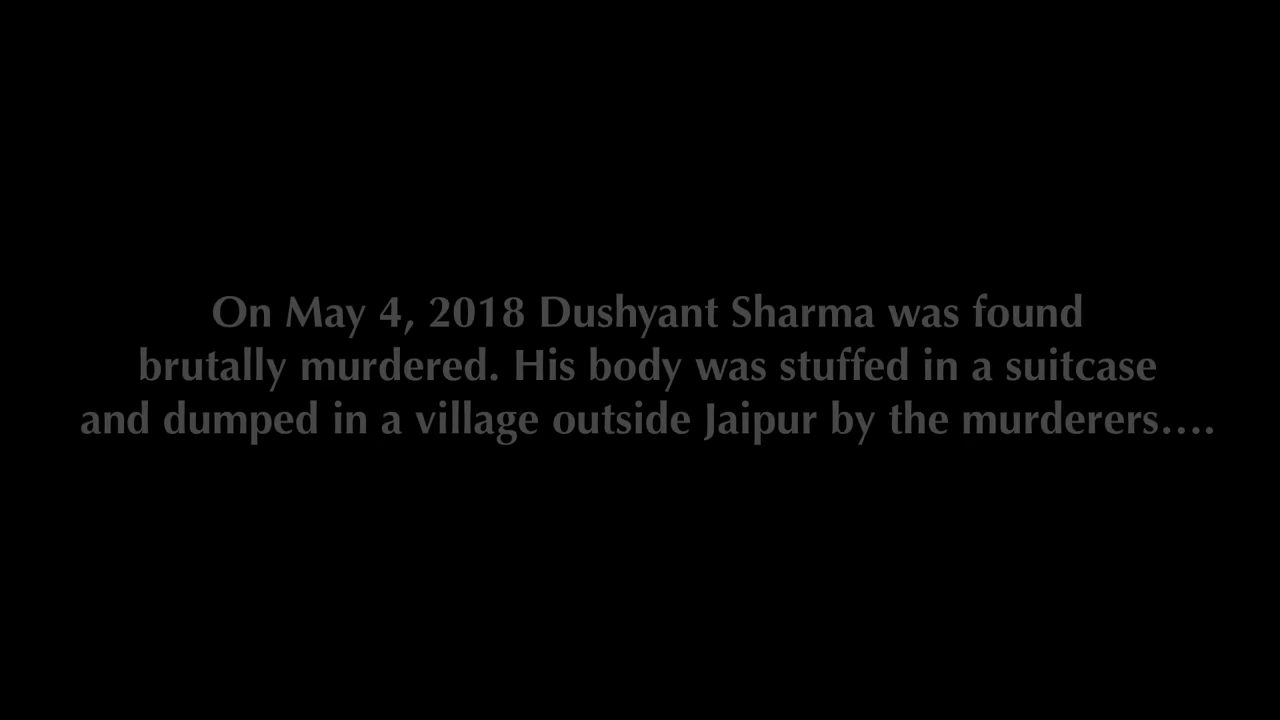 On May 4, 2018 Dushyant Sharma was found
brutally murdered. His body was stuffed in a suitcase
and dumped in a village outside Jaipur by the murderers....